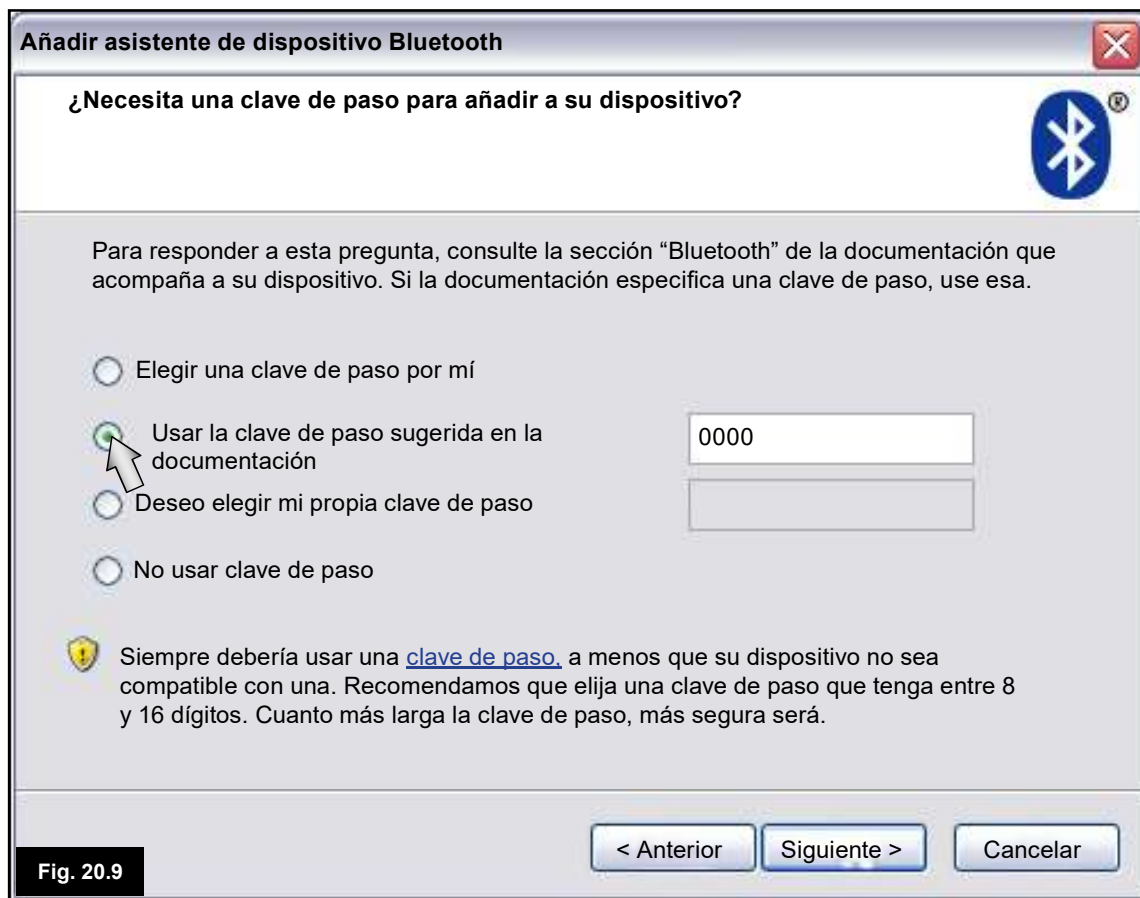 Añadir asistente de dispositivo Bluetooth
¿Necesita una clave de paso para añadir a su dispositivo?
®
Para responder a esta pregunta, consulte la sección “Bluetooth” de la documentación que
acompaña a su dispositivo. Si la documentación especifica una clave de paso, use esa.
Elegir una clave de paso por mí
Usar la clave de paso sugerida en la
documentación
0000
Deseo elegir mi propia clave de paso
No usar clave de paso
Siempre debería usar una clave de paso, a menos que su dispositivo no sea
compatible con una. Recomendamos que elija una clave de paso que tenga entre 8
y 16 dígitos. Cuanto más larga la clave de paso, más segura será.
< Anterior
Siguiente >
Cancelar
Fig. 20.9